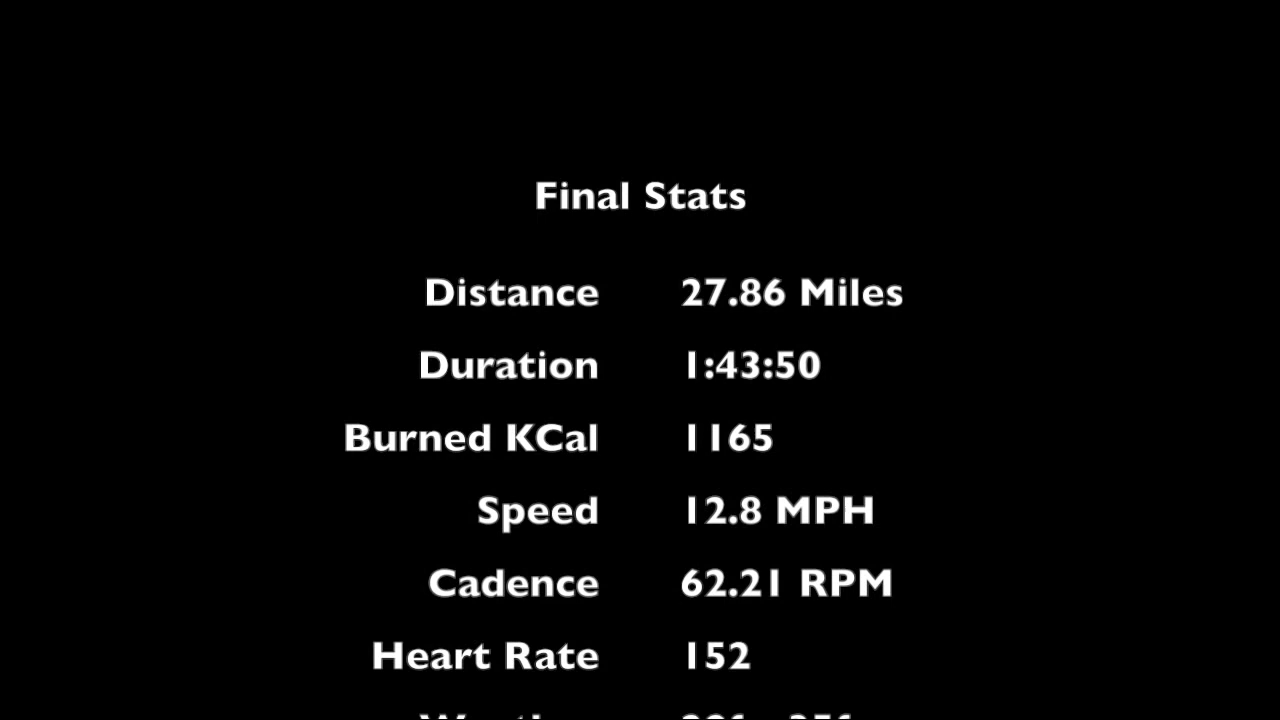 Final Stats
Distance 27.86 Miles
Duration 1:43:50
Burned KCal 1165
Speed 12.8 MPH
Cadence 62.21 RPM
Heart Rate 152